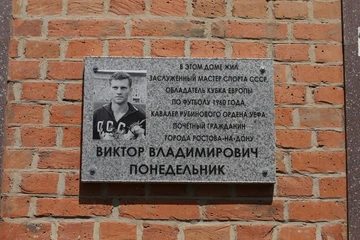 В ЭТОМ ДОМЕ ЖИЛ
ЗАСЛУЖЕННЫЙ МАСТЕР СПОРТА СССР,
ОБЛАДАТЕЛЬ КУБКА ЕВРОПЫ
ПО ФУТБОЛУ 1960 ГОДА,
КАВАЛЕР РУБИНОВОГО ОРДЕНА УЕФА,
ПОЧЕТНЫЙ ГРАЖДАНИН
ГОРОДА РОСТОВА-НА-ДОНУ
СССР
ВИКТОР ВЛАДИМИРОВИЧ
ПОНЕДЕЛЬНИК